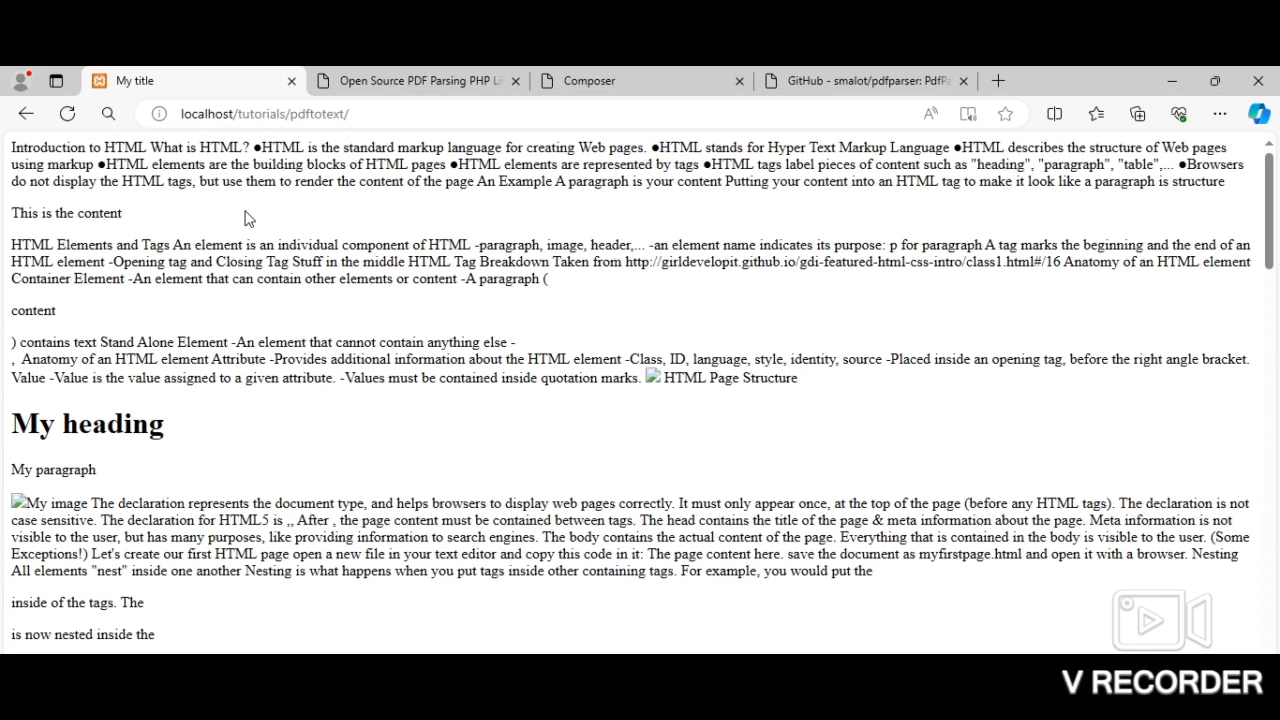 My title
Open Source PDF Parsing PHP Li
Composer
GitHub - smalot/pdfparser: PdfPa
localhost/tutorials/pdftotext/
Introduction to HTML What is HTML? ●HTML is the standard markup language for creating Web pages. ●HTML stands for Hyper Text Markup Language ●HTML describes the structure of Web pages
using markup ●HTML elements are the building blocks of HTML pages ●HTML elements are represented by tags ●HTML tags label pieces of content such as "heading", "paragraph", "table",... ●Browsers
do not display the HTML tags, but use them to render the content of the page An Example A paragraph is your content Putting your content into an HTML tag to make it look like a paragraph is structure
This is the content
HTML Elements and Tags An element is an individual component of HTML -paragraph, image, header,... -an element name indicates its purpose: p for paragraph A tag marks the beginning and the end of an
HTML element -Opening tag and Closing Tag Stuff in the middle HTML Tag Breakdown Taken from http://girldevelopit.github.io/gdi-featured-html-css-intro/class1.html#/16 Anatomy of an HTML element
Container Element -An element that can contain other elements or content -A paragraph (
content
) contains text Stand Alone Element -An element that cannot contain anything else -
, Anatomy of an HTML element Attribute -Provides additional information about the HTML element -Class, ID, language, style, identity, source -Placed inside an opening tag, before the right angle bracket.
Value -Value is the value assigned to a given attribute. -Values must be contained inside quotation marks. HTML Page Structure
My heading
My paragraph
My image The declaration represents the document type, and helps browsers to display web pages correctly. It must only appear once, at the top of the page (before any HTML tags). The declaration is not
case sensitive. The declaration for HTML5 is ,, After , the page content must be contained between tags. The head contains the title of the page & meta information about the page. Meta information is not
visible to the user, but has many purposes, like providing information to search engines. The body contains the actual content of the page. Everything that is contained in the body is visible to the user. (Some
Exceptions!) Let's create our first HTML page open a new file in your text editor and copy this code in it: The page content here. save the document as myfirstpage.html and open it with a browser. Nesting
All elements "nest" inside one another Nesting is what happens when you put tags inside other containing tags. For example, you would put the
inside of the tags. The
is now nested inside the
V RECORDER